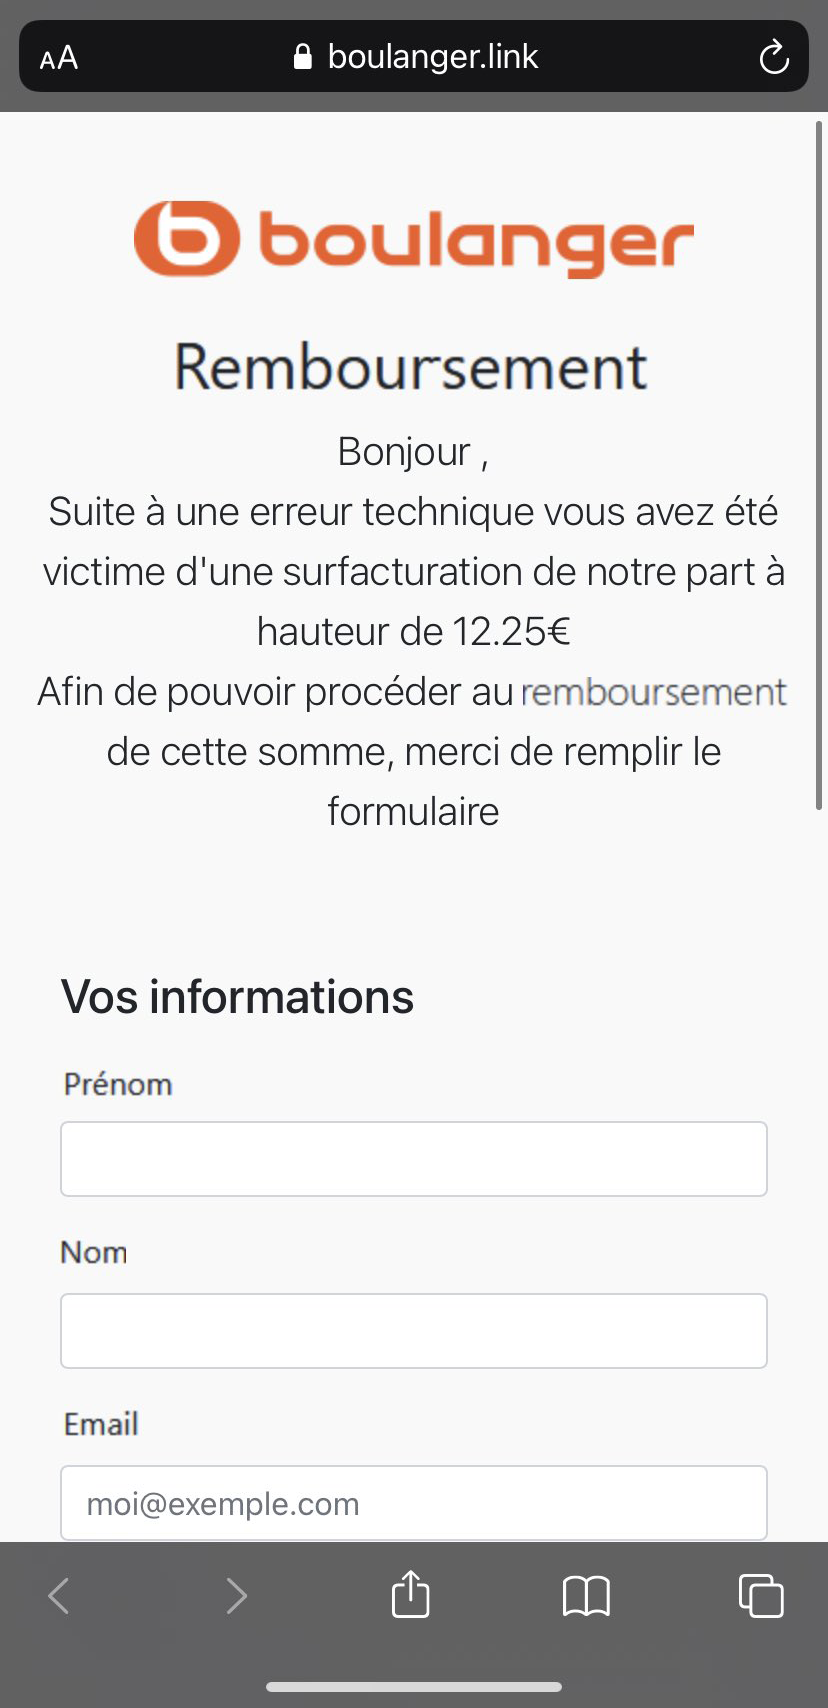 AA boulanger.link
boulanger
Remboursement
Bonjour ,
Suite à une erreur technique vous avez été
victime d'une surfacturation de notre part à
hauteur de 12.25€
Afin de pouvoir procéder au remboursement
de cette somme, merci de remplir le
formulaire
Vos informations
Prénom
Nom
Email
moi@exemple.com